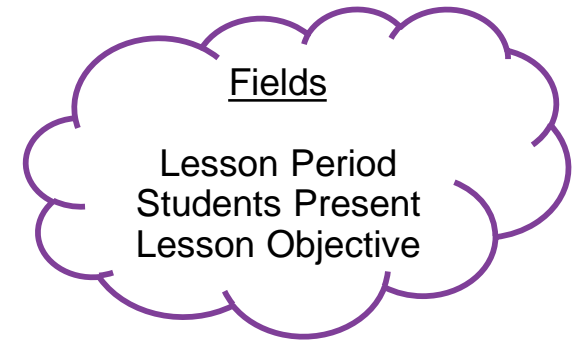 Fields
Lesson Period
Students Present
Lesson Objective